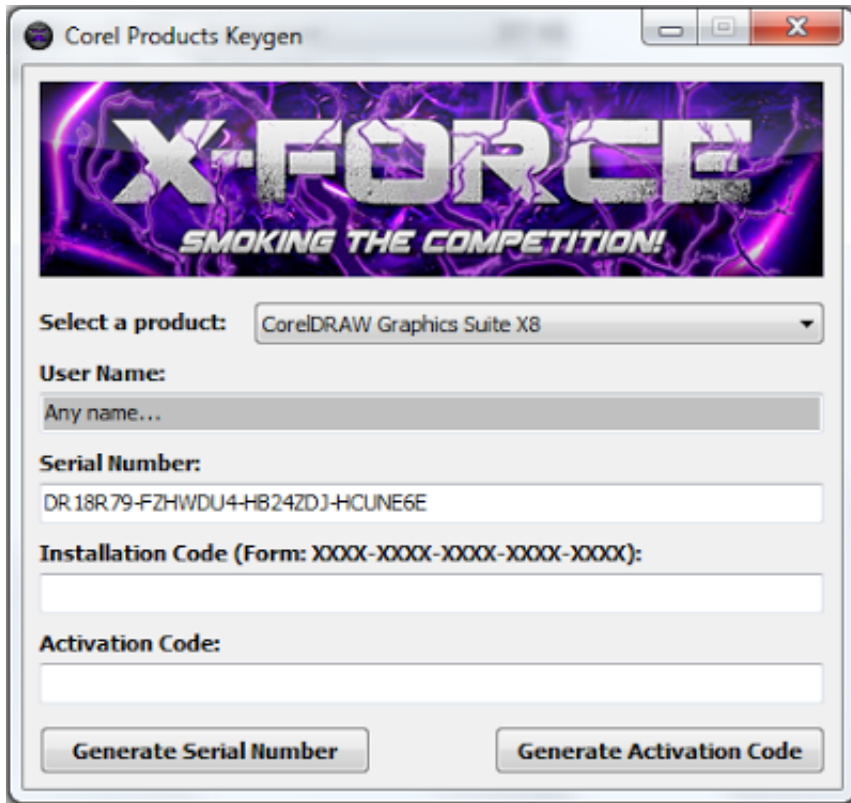 Corel Products Keygen
X-FORCE
SMOKING THE COMPETITION!
Select a product: CorelDRAW Graphics Suite X8
User Name:
Any name...
Serial Number:
DR18R79-FZHWDU4-HB24ZDJ-HCUNE6E
Installation Code (Form: XXXX-XXXX-XXXX-XXXX-XXXX):
Activation Code:
Generate Serial Number Generate Activation Code